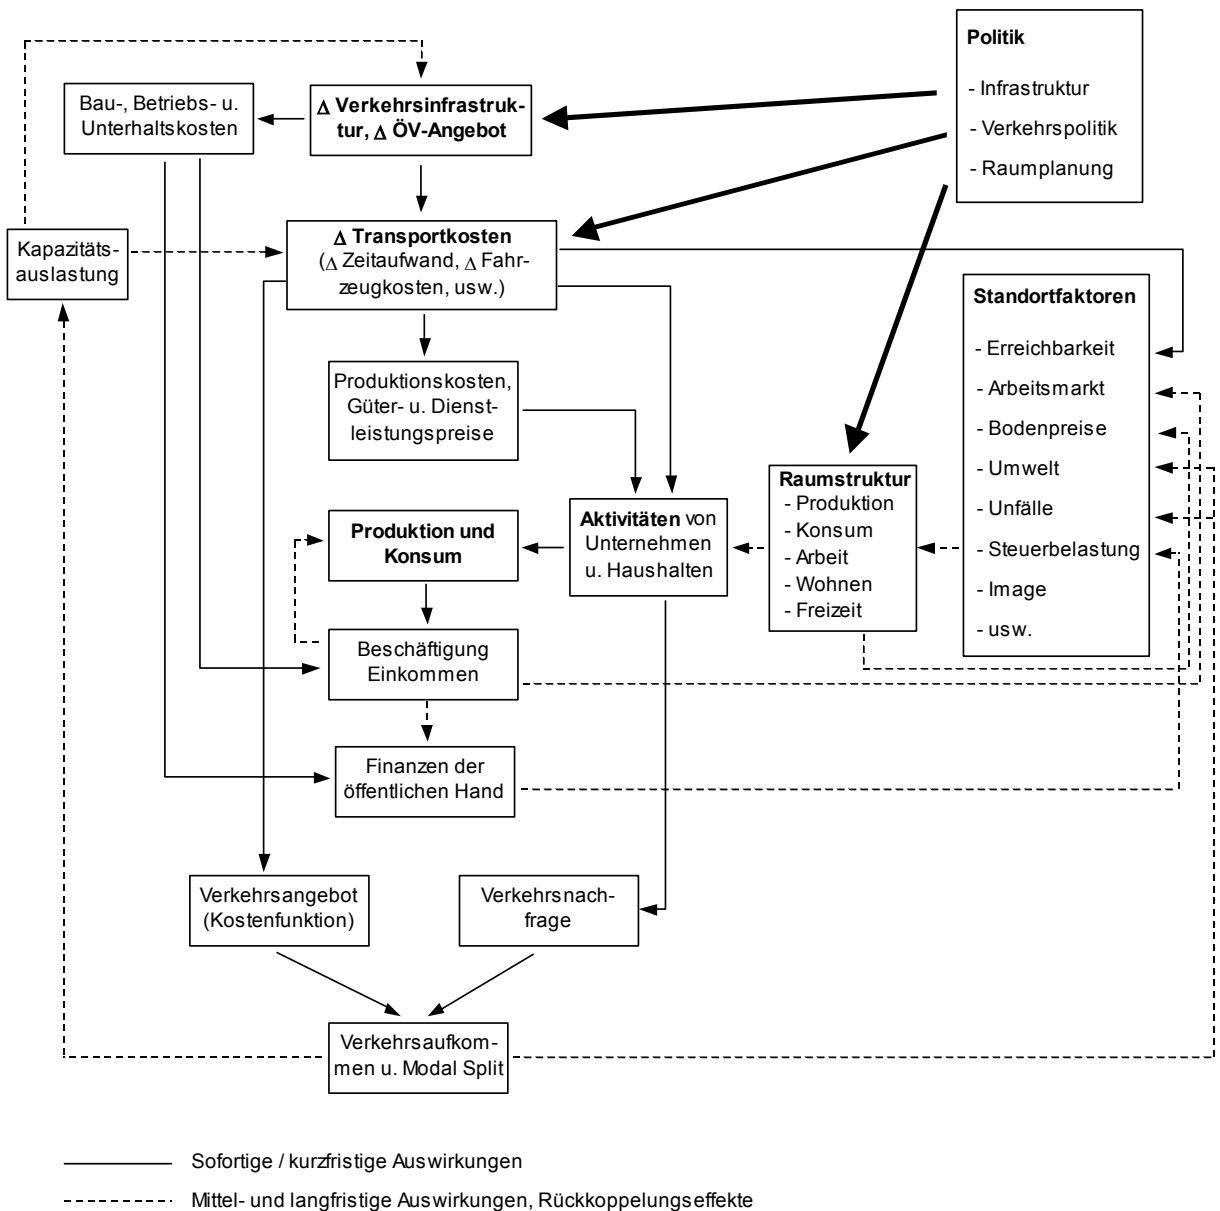 Politik
- Infrastruktur
- Verkehrspolitik
- Raumplanung
Bau-, Betriebs- u.
Unterhaltskosten
Δ Verkehrsinfrastruk-
tur, Δ ÖV-Angebot
Kapazitäts-
auslastung
Δ Transportkosten
(Δ Zeitaufwand, Δ Fahr-
zeugkosten, usw.)
Standortfaktoren
- Erreichbarkeit
- Arbeitsmarkt
- Bodenpreise
- Umwelt
- Unfälle
- Steuerbelastung
- Image
- usw.
Produktionskosten,
Güter- u. Dienst-
leistungspreise
Raumstruktur
- Produktion
- Konsum
- Arbeit
- Wohnen
- Freizeit
Aktivitäten von
Unternehmen
u. Haushalten
Produktion und
Konsum
Beschäftigung
Einkommen
Finanzen der
öffentlichen Hand
Verkehrsangebot
(Kostenfunktion)
Verkehrsnach-
frage
Verkehrsaufkom-
men u. Modal Split
Sofortige / kurzfristige Auswirkungen
Mittel- und langfristige Auswirkungen, Rückkoppelungseffekte